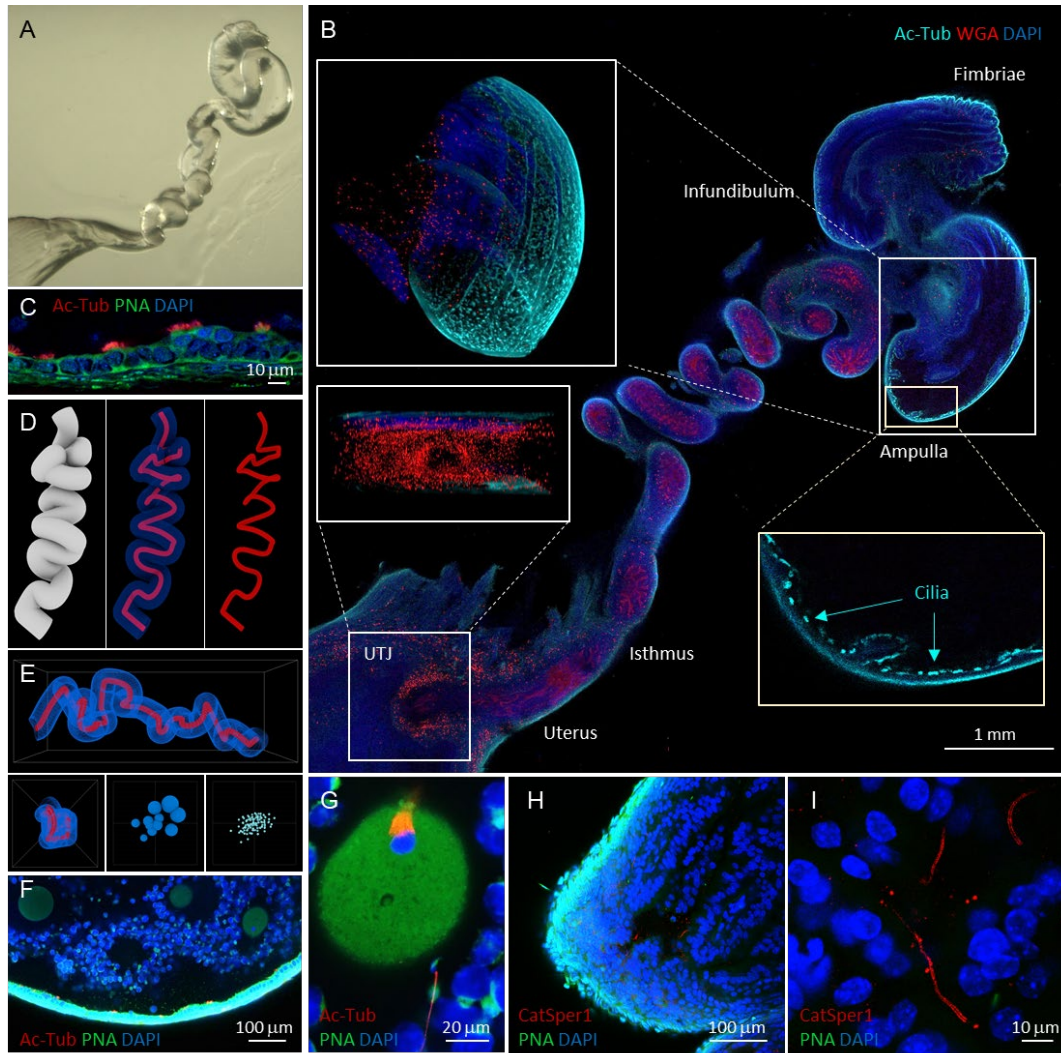 A
B
Ac-Tub WGA DAPI
Fimbriae
Infundibulum
C
Ac-Tub PNA DAPI
10 µm
D
Ampulla
Cilia
UTJ
Isthmus
E
Uterus
1 mm
F
Ac-Tub PNA DAPI
100 µm
G
Ac-Tub
PNA DAPI
20 µm
H
CatSper1
PNA DAPI
100 µm
I
CatSper1
PNA DAPI
10 µm